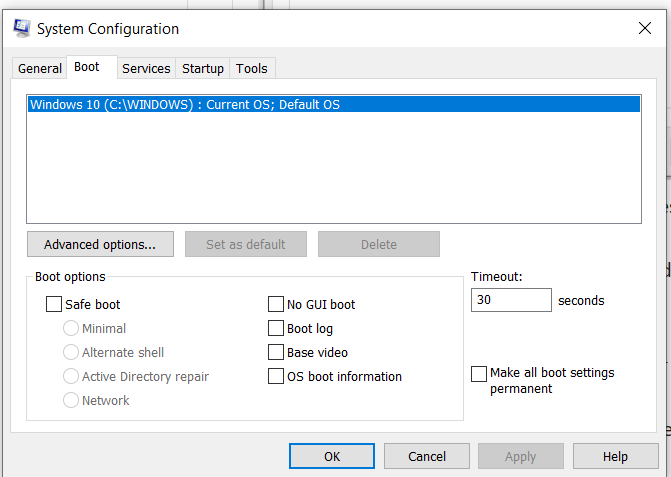 System Configuration
General Boot Services Startup Tools
Windows 10 (C:\WINDOWS) : Current OS; Default OS
Advanced options... Set as default Delete
Boot options
Timeout:
Safe boot No GUI boot
30 seconds
Minimal Boot log
Alternate shell Base video
Active Directory repair OS boot information
Make all boot settings
permanent
Network
OK Cancel Apply Help